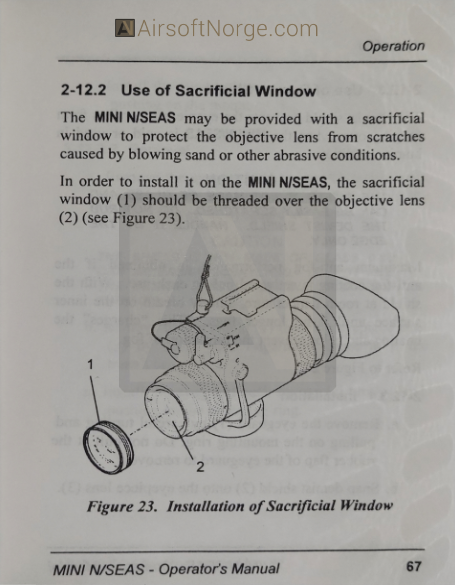 AirsoftNorge.com
Operation
2-12.2 Use of Sacrificial Window
The MINI N/SEAS may be provided with a sacrificial
window to protect the objective lens from scratches
caused by blowing sand or other abrasive conditions.
In order to install it on the MINI N/SEAS, the sacrificial
window (1) should be threaded over the objective lens
(2) (see Figure 23).
1
2
Figure 23. Installation of Sacrificial Window
MINI N/SEAS - Operator's Manual 67